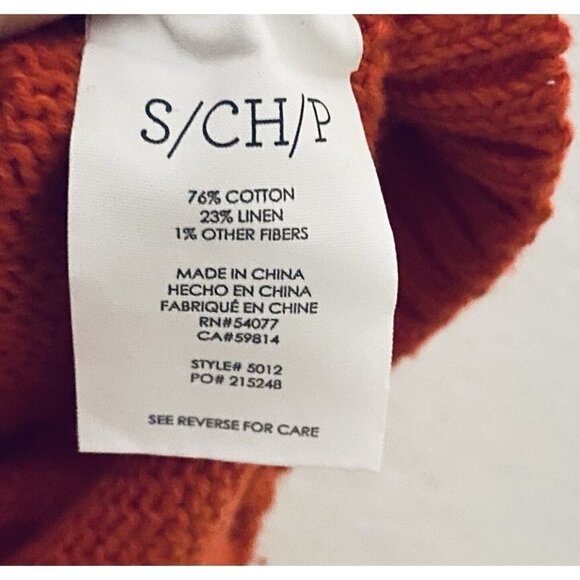 S/CH/P
76% COTTON
23% LINEN
1% OTHER FIBERS
MADE IN CHINA
HECHO EN CHINA
FABRIQUÉ EN CHINE
RN#54077
CA#59814
STYLE# 5012
PO# 215248
SEE REVERSE FOR CARE